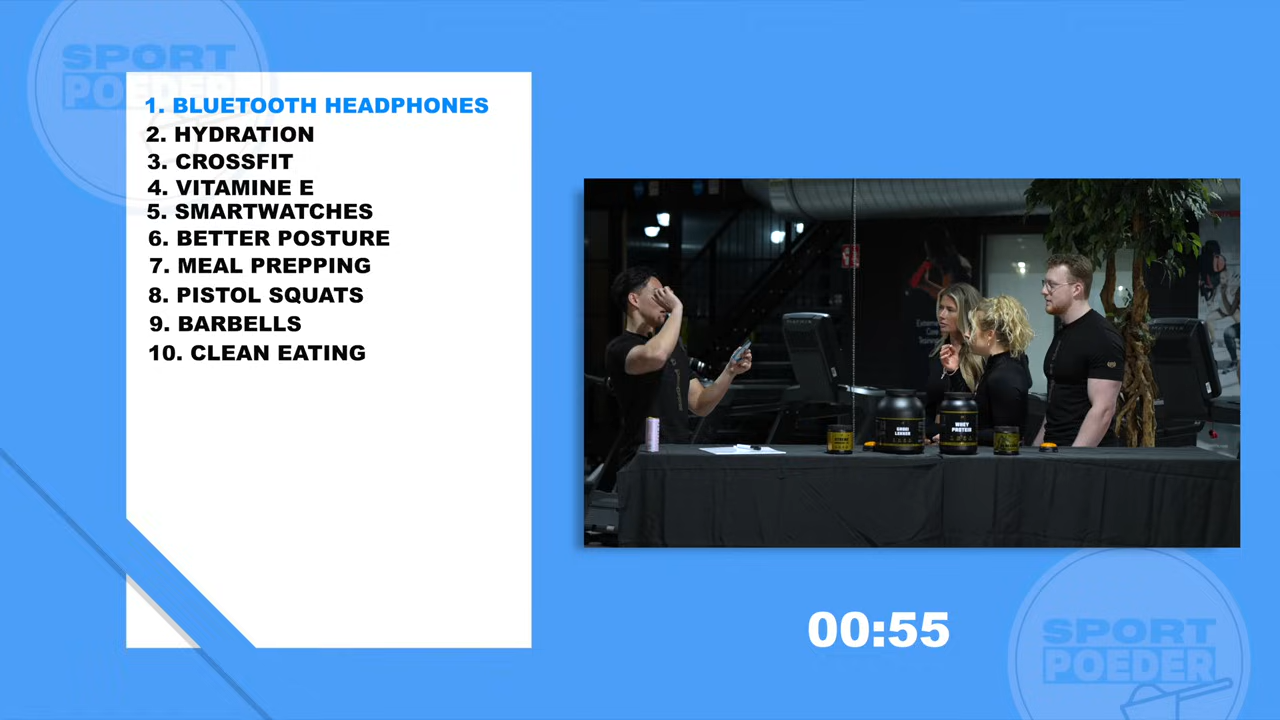 SPORT
POEDER
1. BLUETOOTH HEADPHONES
2. HYDRATION
3. CROSSFIT
4. VITAMINE E
5. SMARTWATCHES
6. BETTER POSTURE
7. MEAL PREPPING
8. PISTOL SQUATS
9. BARBELLS
10. CLEAN EATING
WHEY
PROTEIN
00:55
SPORT
POEDER